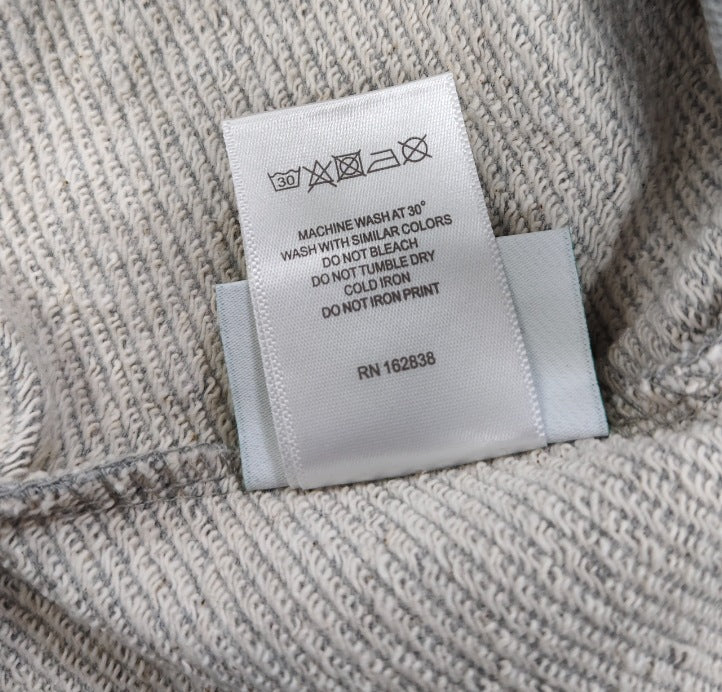 30
MACHINE WASH AT 30°
WASH WITH SIMILAR COLORS
DO NOT BLEACH
DO NOT TUMBLE DRY
COLD IRON
DO NOT IRON PRINT
RN 162838